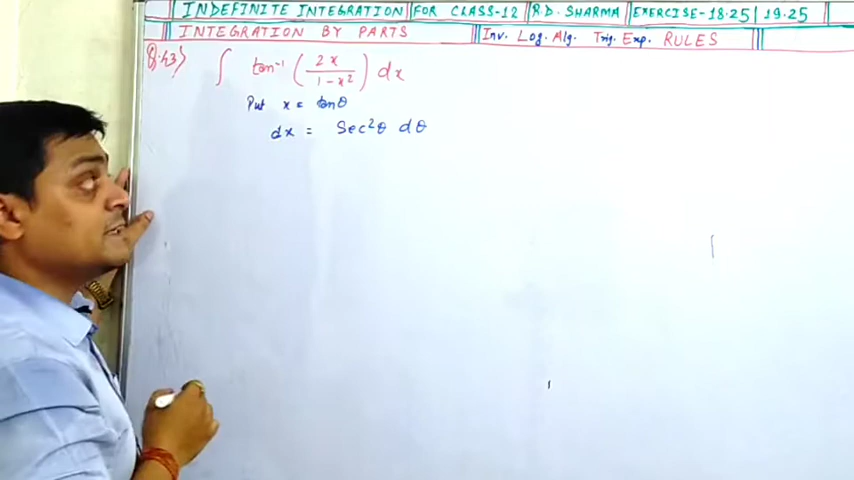 INDEFINITE INTEGRATION FOR CLASS-12 R.D. SHARMA EXERCISE-18.25 19.25
INTEGRATION BY PARTS Inv. Log. Alg. Trig. Exp. RULES
Q.43) ∫ tan⁻¹ (2x / 1-x²) dx
Put x = tanθ
dx = Sec²θ dθ